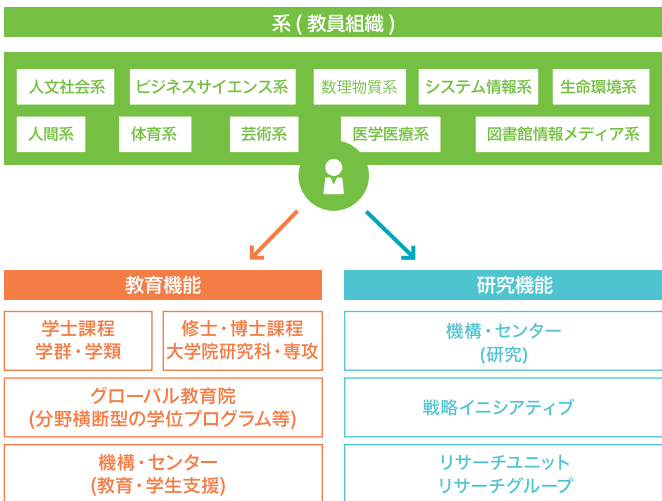 系(教員組織)
人文社会系
ビジネスサイエンス系
数理物質系
システム情報系
生命環境系
人間系
体育系
芸術系
医学医療系
図書館情報メディア系
教育機能
学士課程
学群・学類
修士・博士課程
大学院研究科・専攻
グローバル教育院
(分野横断型の学位プログラム等)
機構・センター
(教育・学生支援)
研究機能
機構・センター
(研究)
戦略イニシアティブ
リサーチユニット
リサーチグループ